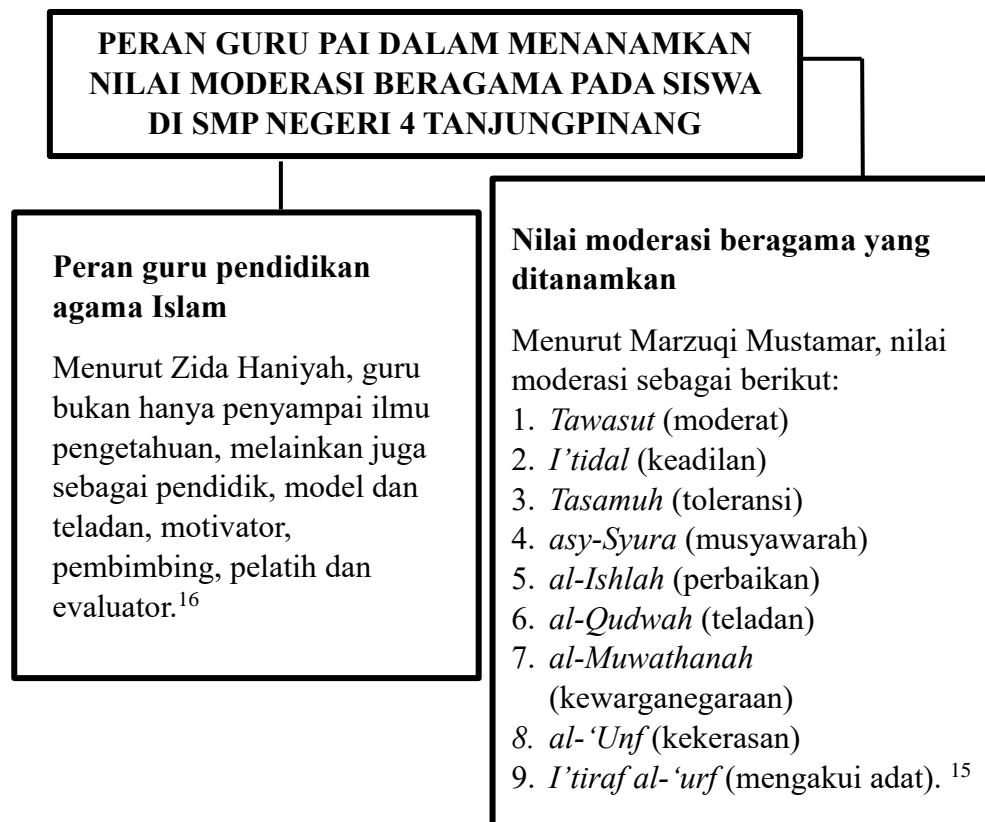 PERAN GURU PAI DALAM MENANAMKAN
NILAI MODERASI BERAGAMA PADA SISWA
DI SMP NEGERI 4 TANJUNGPINANG
Peran guru pendidikan
agama Islam
Menurut Zida Haniyah, guru
bukan hanya penyampai ilmu
pengetahuan, melainkan juga
sebagai pendidik, model dan
teladan, motivator,
pembimbing, pelatih dan
evaluator.16
Nilai moderasi beragama yang
ditanamkan
Menurut Marzuqi Mustamar, nilai
moderasi sebagai berikut:
1. Tawasut (moderat)
2. I’tidal (keadilan)
3. Tasamuh (toleransi)
4. asy-Syura (musyawarah)
5. al-Ishlah (perbaikan)
6. al-Qudwah (teladan)
7. al-Muwathanah
(kewarganegaraan)
8. al-‘Unf (kekerasan)
9. I’tiraf al-‘urf (mengakui adat). 15